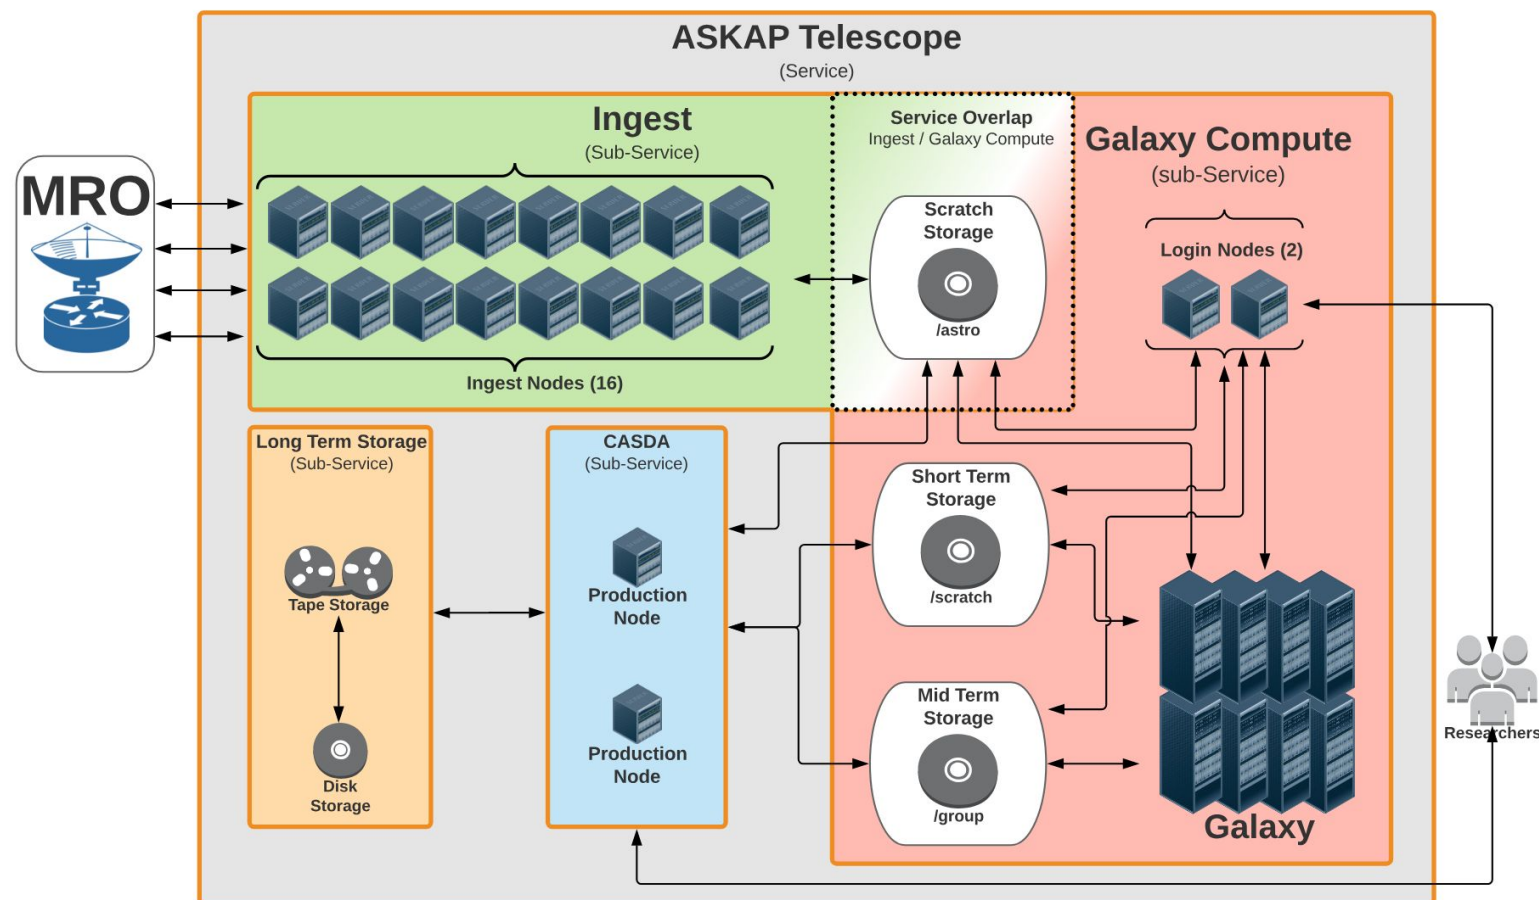 ASKAP Telescope
(Service)
Ingest
(Sub-Service)
Service Overlap
Ingest / Galaxy Compute
Galaxy Compute
(sub-Service)
MRO
Scratch
Storage
/astro
Login Nodes (2)
Ingest Nodes (16)
Long Term Storage
(Sub-Service)
Tape Storage
Disk
Storage
CASDA
(Sub-Service)
Production
Node
Production
Node
Short Term
Storage
/scratch
Mid Term
Storage
/group
Galaxy
Researchers